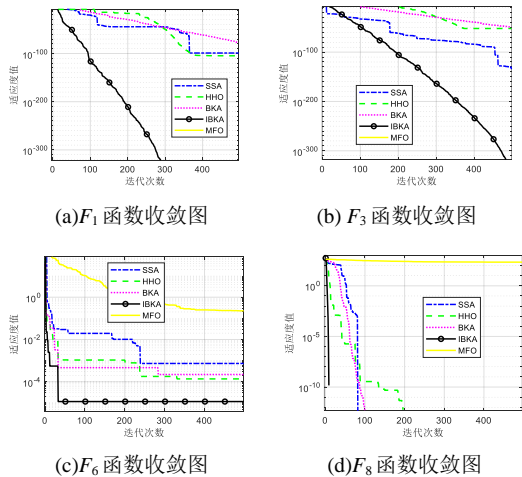 10^-100
10^-200
10^-300
适应度值
0 100 200 300 400
迭代次数
SSA
HHO
BKA
IBKA
MFO
(a)F₁ 函数收敛图
10^-100
10^-200
10^-300
适应度值
0 100 200 300 400
迭代次数
SSA
HHO
BKA
IBKA
MFO
(b) F₃ 函数收敛图
10^0
10^-2
10^-4
适应度值
0 100 200 300 400
迭代次数
SSA
HHO
BKA
IBKA
MFO
(c)F₆ 函数收敛图
10^0
10^-5
10^-10
适应度值
0 200 400
迭代次数
SSA
HHO
BKA
IBKA
MFO
(d)F₈ 函数收敛图